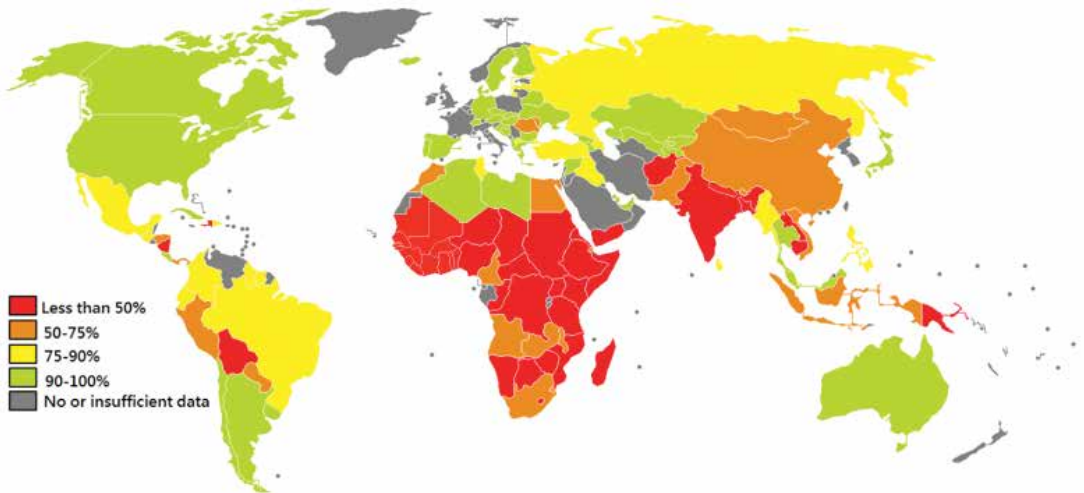 Less than 50%
50-75%
75-90%
90-100%
No or insufficient data